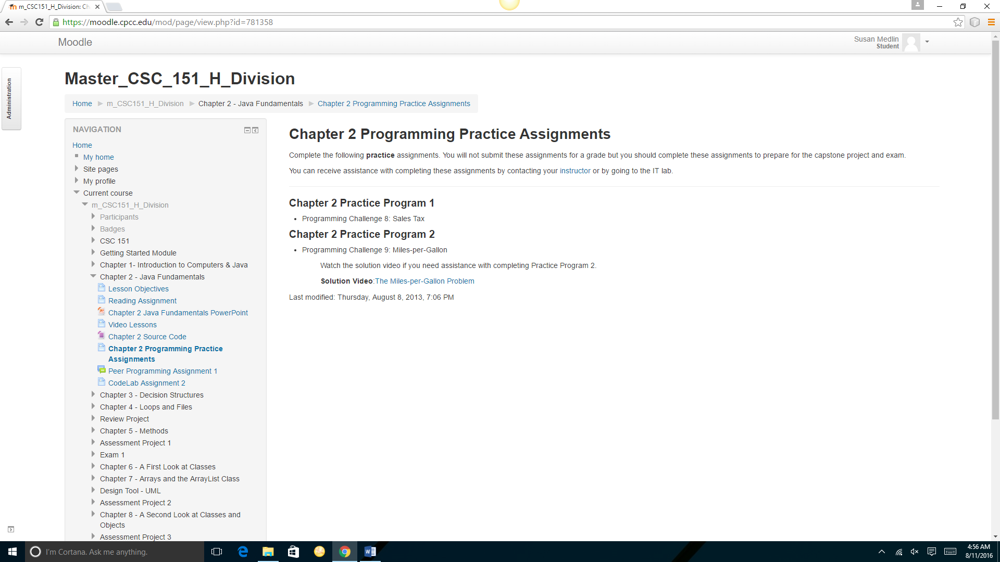 m_CSC151_H_Division: Ch
https://moodle.cpcc.edu/mod/page/view.php?id=781358
Moodle
Susan Medlin
Student
Administration
Master_CSC_151_H_Division
Home m_CSC151_H_Division Chapter 2 - Java Fundamentals Chapter 2 Programming Practice Assignments
NAVIGATION
Home
My home
Site pages
My profile
Current course
m_CSC151_H_Division
Participants
Badges
CSC 151
Getting Started Module
Chapter 1- Introduction to Computers & Java
Chapter 2 - Java Fundamentals
Lesson Objectives
Reading Assignment
Chapter 2 Java Fundamentals PowerPoint
Video Lessons
Chapter 2 Source Code
Chapter 2 Programming Practice
Assignments
Peer Programming Assignment 1
CodeLab Assignment 2
Chapter 3 - Decision Structures
Chapter 4 - Loops and Files
Review Project
Chapter 5 - Methods
Assessment Project 1
Exam 1
Chapter 6 - A First Look at Classes
Chapter 7 - Arrays and the ArrayList Class
Design Tool - UML
Assessment Project 2
Chapter 8 - A Second Look at Classes and
Objects
Assessment Project 3
Chapter 2 Programming Practice Assignments
Complete the following practice assignments. You will not submit these assignments for a grade but you should complete these assignments to prepare for the capstone project and exam.
You can receive assistance with completing these assignments by contacting your instructor or by going to the IT lab.
Chapter 2 Practice Program 1
• Programming Challenge 8: Sales Tax
Chapter 2 Practice Program 2
• Programming Challenge 9: Miles-per-Gallon
Watch the solution video if you need assistance with completing Practice Program 2.
Solution Video:The Miles-per-Gallon Problem
Last modified: Thursday, August 8, 2013, 7:06 PM
I'm Cortana. Ask me anything.
4:56 AM
8/11/2016